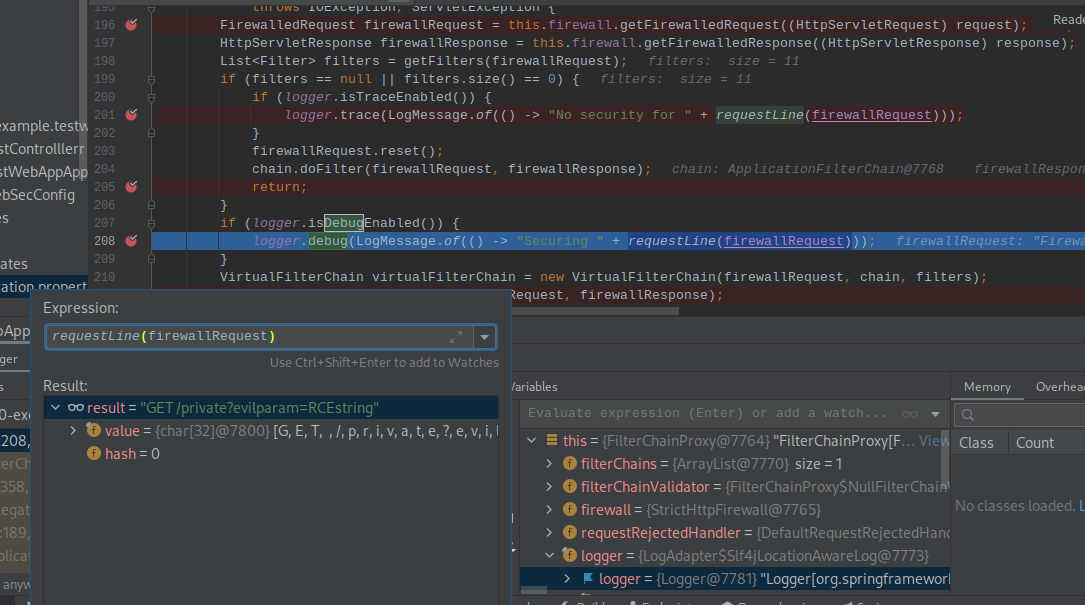 195 throws IOException, ServletException {
196 FirewalledRequest firewallRequest = this.firewall.getFirewalledRequest((HttpServletRequest) request);
Reade
197 HttpServletResponse firewallResponse = this.firewall.getFirewalledResponse((HttpServletResponse) response);
198 List<Filter> filters = getFilters(firewallRequest); filters: size = 11
199 if (filters == null || filters.size() == 0) { filters: size = 11
200 if (logger.isTraceEnabled()) {
201 logger.trace(LogMessage.of(() -> "No security for " + requestLine(firewallRequest)));
202 }
203 firewallRequest.reset();
204 chain.doFilter(firewallRequest, firewallResponse); chain: ApplicationFilterChain@7768 firewallRespon
205 return;
206 }
207 if (logger.isDebugEnabled()) {
208 logger.debug(LogMessage.of(() -> "Securing " + requestLine(firewallRequest))); firewallRequest: "Firewa
209 }
210 VirtualFilterChain virtualFilterChain = new VirtualFilterChain(firewallRequest, chain, filters);
Request, firewallResponse);
example.testw
stControlllerr
stWebAppApp
ebSecConfig
es
ates
ation.propert
Expression:
requestLine(firewallRequest)
Use Ctrl+Shift+Enter to add to Watches
Result:
result = "GET /private?evilparam=RCEstring"
value = {char[32]@7800} [G, E, T, , /, p, r, i, v, a, t, e, ?, e, v, i, l
hash = 0
bApp
ger
s
0-exe
208,
terCh
358,
legat
:189,
plicat
anyw
Variables
Evaluate expression (Enter) or add a watch...
this = {FilterChainProxy@7764} "FilterChainProxy[F... View
filterChains = {ArrayList@7770} size = 1
filterChainValidator = {FilterChainProxy$NullFilterChain
firewall = {StrictHttpFirewall@7765}
requestRejectedHandler = {DefaultRequestRejectedHand
logger = {LogAdapter$Slf4jLocationAwareLog@7773}
logger = {Logger@7781} "Logger[org.springframewor
Memory Overhead
Class Count
No classes loaded. L